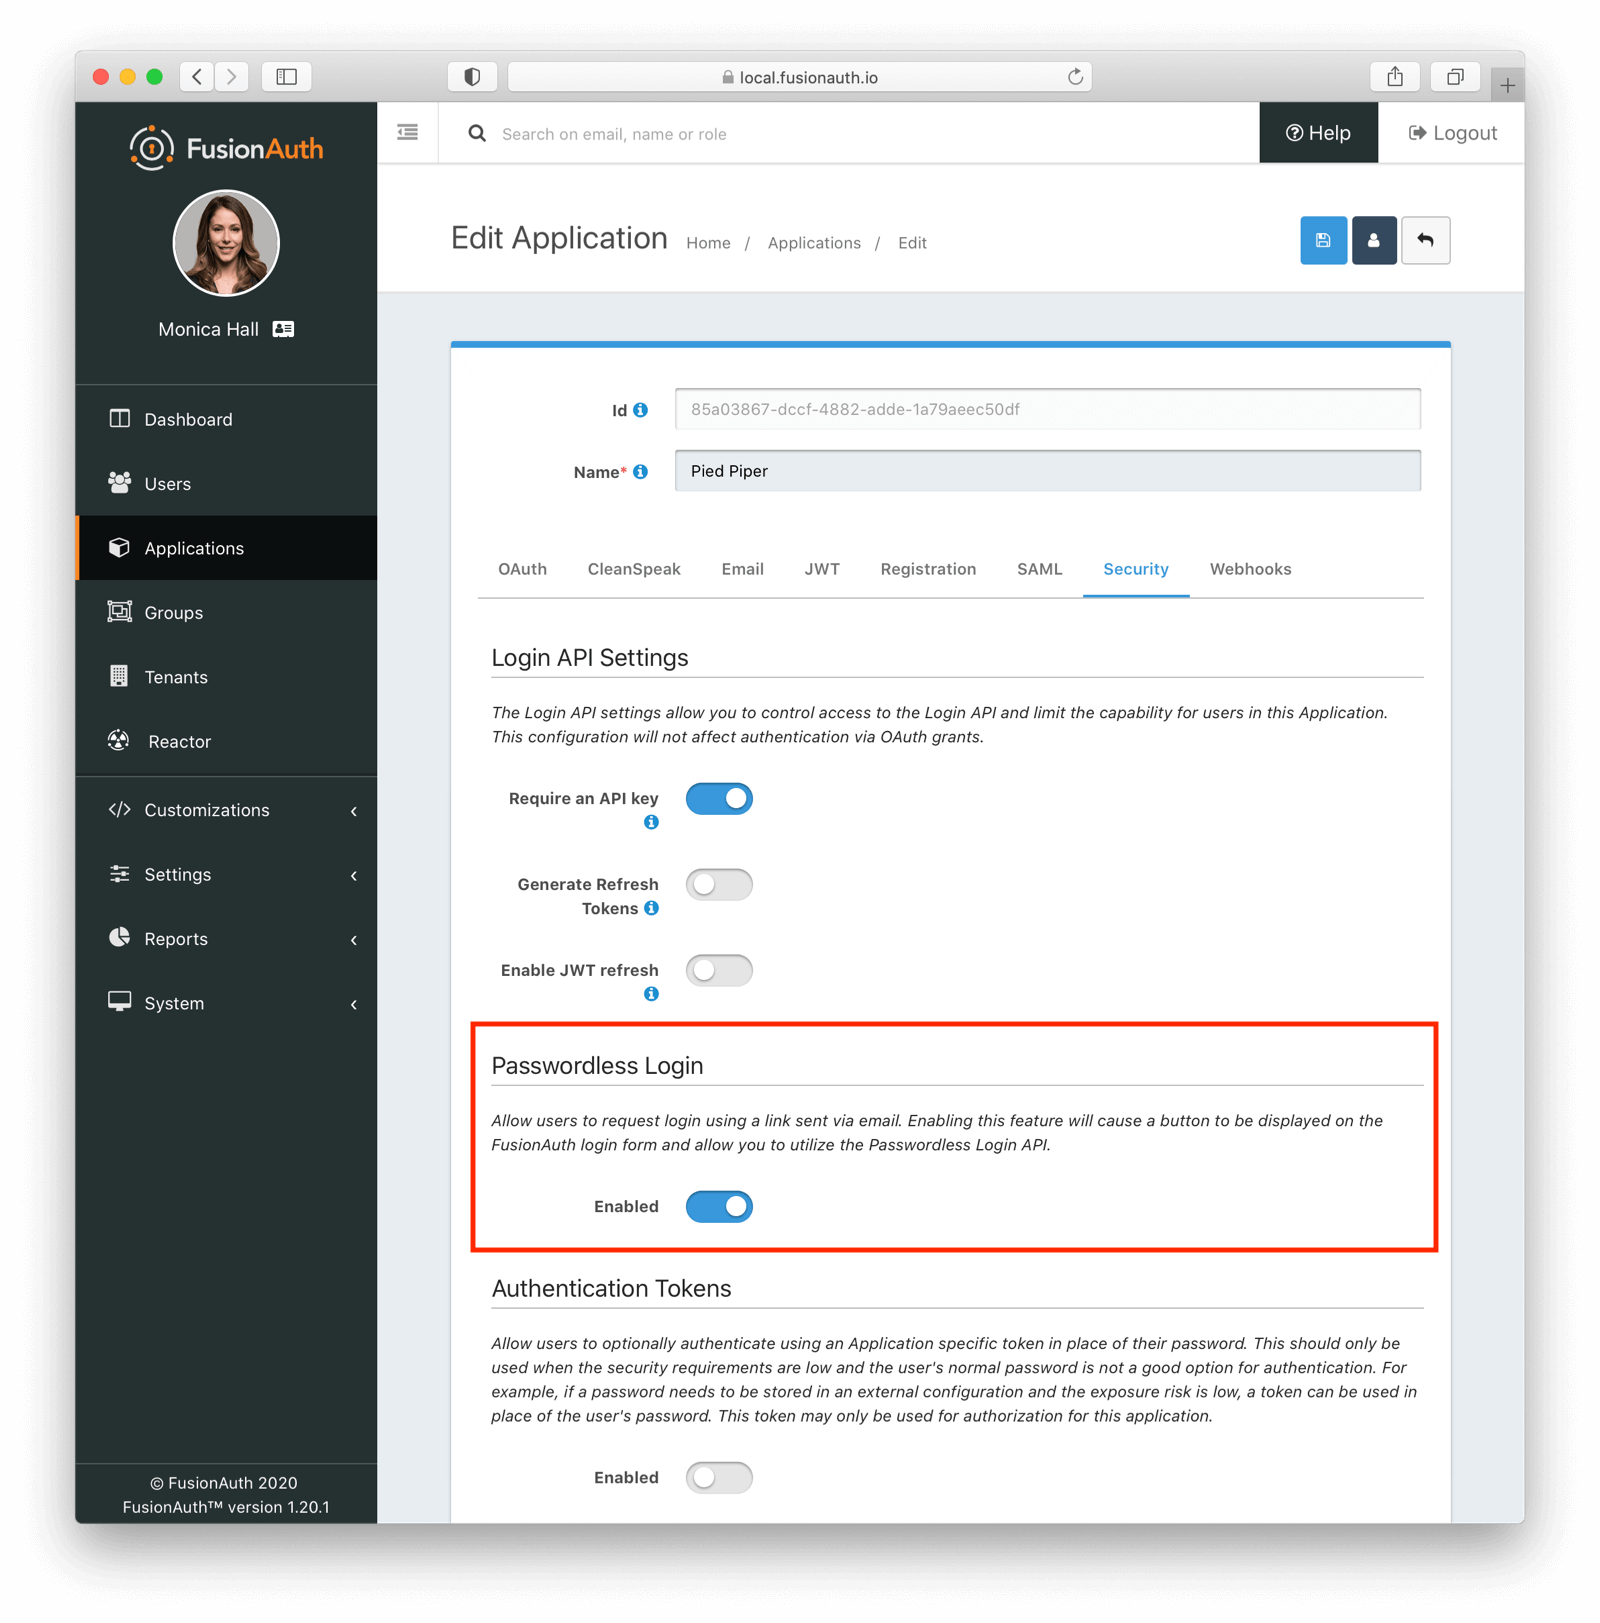 local.fusionauth.io
FusionAuth
Search on email, name or role
Help
Logout
Monica Hall
Edit Application
Home / Applications / Edit
Dashboard
Users
Applications
Groups
Tenants
Reactor
Customizations
Settings
Reports
System
© FusionAuth 2020
FusionAuth™ version 1.20.1
Id
85a03867-dccf-4882-adde-1a79aeec50df
Name*
Pied Piper
OAuth CleanSpeak Email JWT Registration SAML Security Webhooks
Login API Settings
The Login API settings allow you to control access to the Login API and limit the capability for users in this Application.
This configuration will not affect authentication via OAuth grants.
Require an API key
Generate Refresh
Tokens
Enable JWT refresh
Passwordless Login
Allow users to request login using a link sent via email. Enabling this feature will cause a button to be displayed on the
FusionAuth login form and allow you to utilize the Passwordless Login API.
Enabled
Authentication Tokens
Allow users to optionally authenticate using an Application specific token in place of their password. This should only be
used when the security requirements are low and the user's normal password is not a good option for authentication. For
example, if a password needs to be stored in an external configuration and the exposure risk is low, a token can be used in
place of the user's password. This token may only be used for authorization for this application.
Enabled